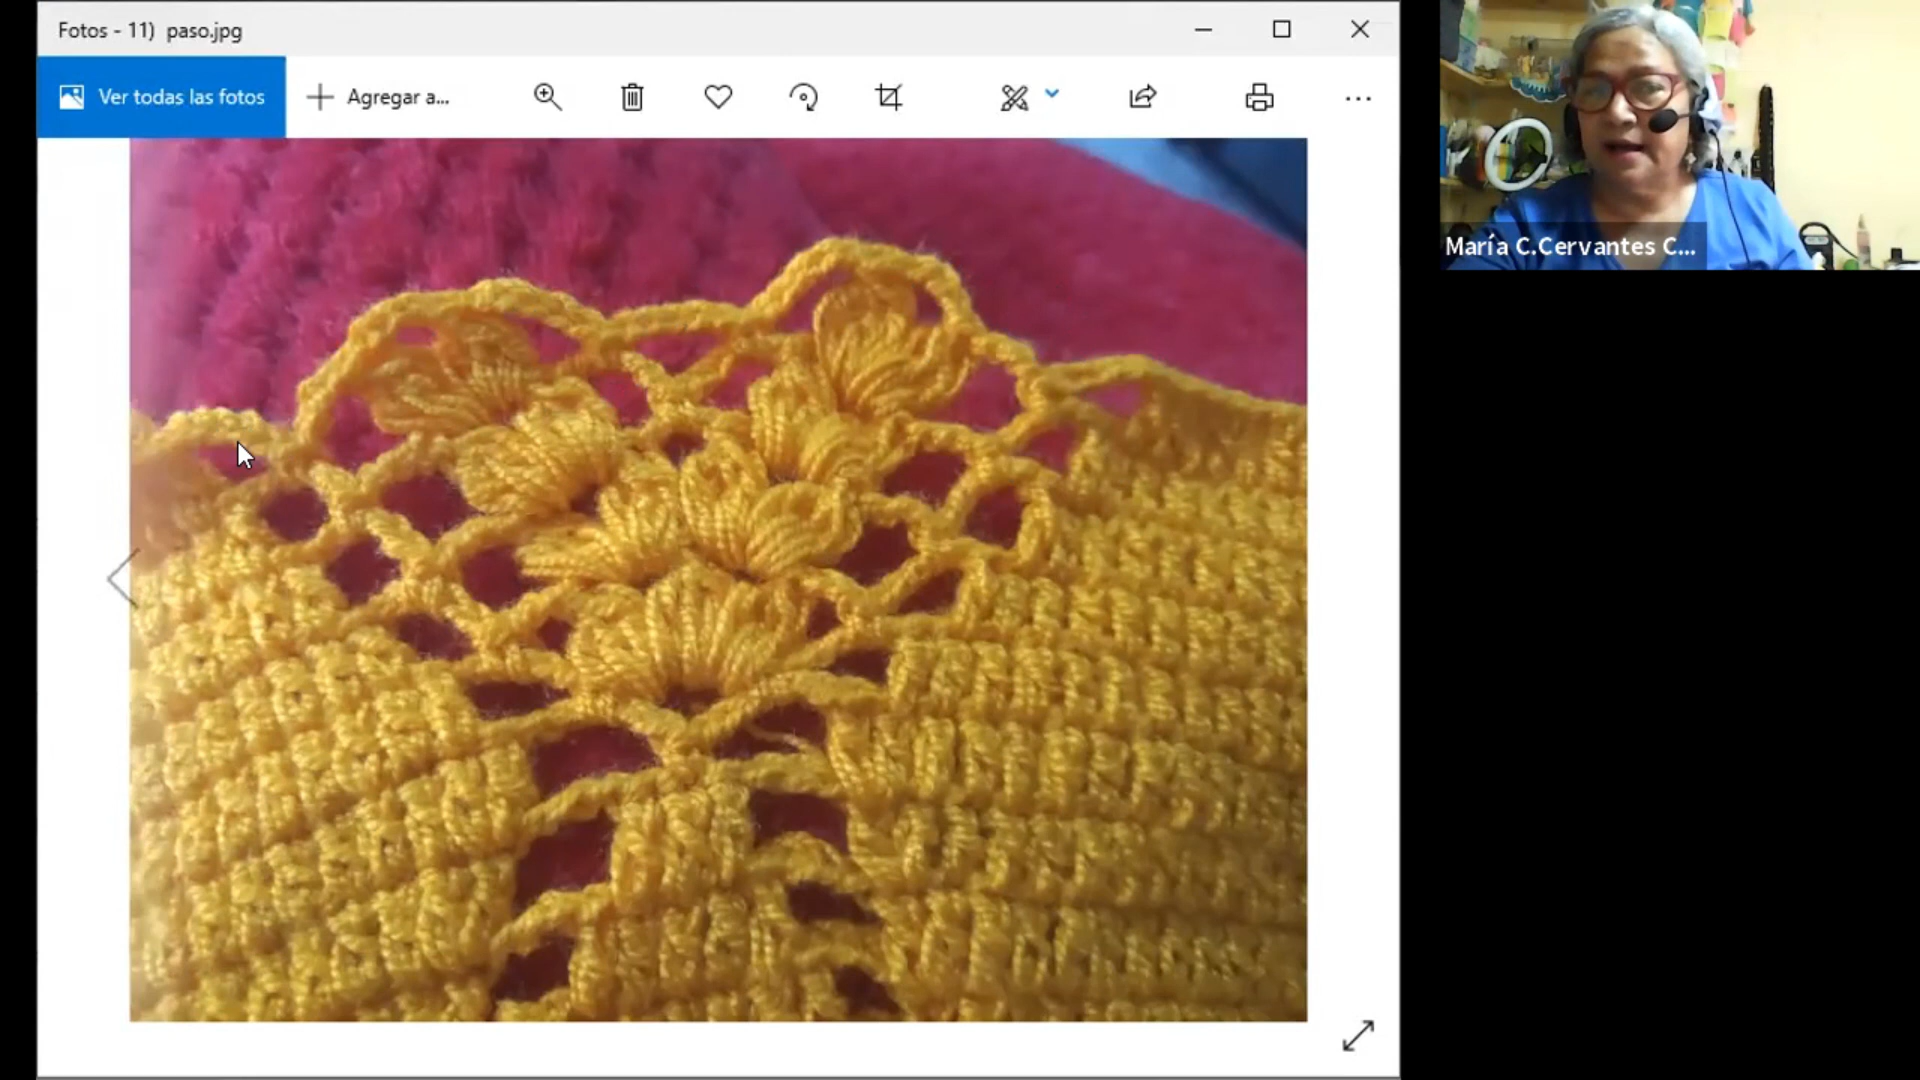 Fotos - 11) paso.jpg
Ver todas las fotos
Agregar a...
María C.Cervantes C...